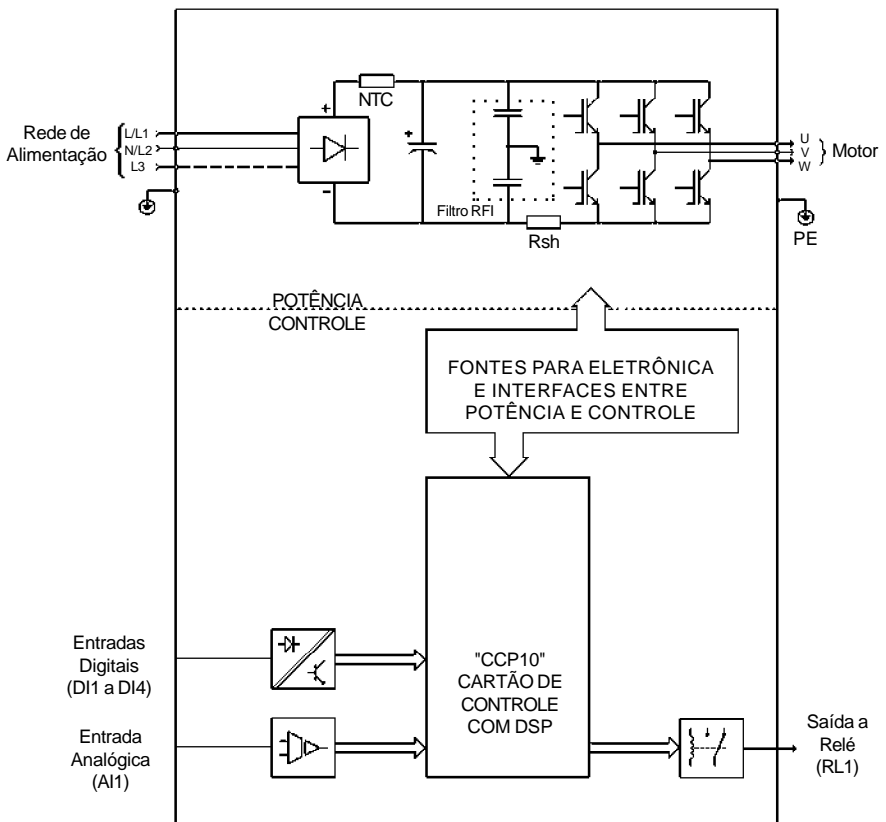 NTC
Rede de
Alimentação
L/L1
N/L2
L3
+
+
-
Filtro RFI
Rsh
U
V
W
Motor
PE
POTÊNCIA
CONTROLE
FONTES PARA ELETRÔNICA
E INTERFACES ENTRE
POTÊNCIA E CONTROLE
Entradas
Digitais
(DI1 a DI4)
"CCP10"
CARTÃO DE
CONTROLE
COM DSP
Entrada
Analógica
(AI1)
Saída a
Relé
(RL1)